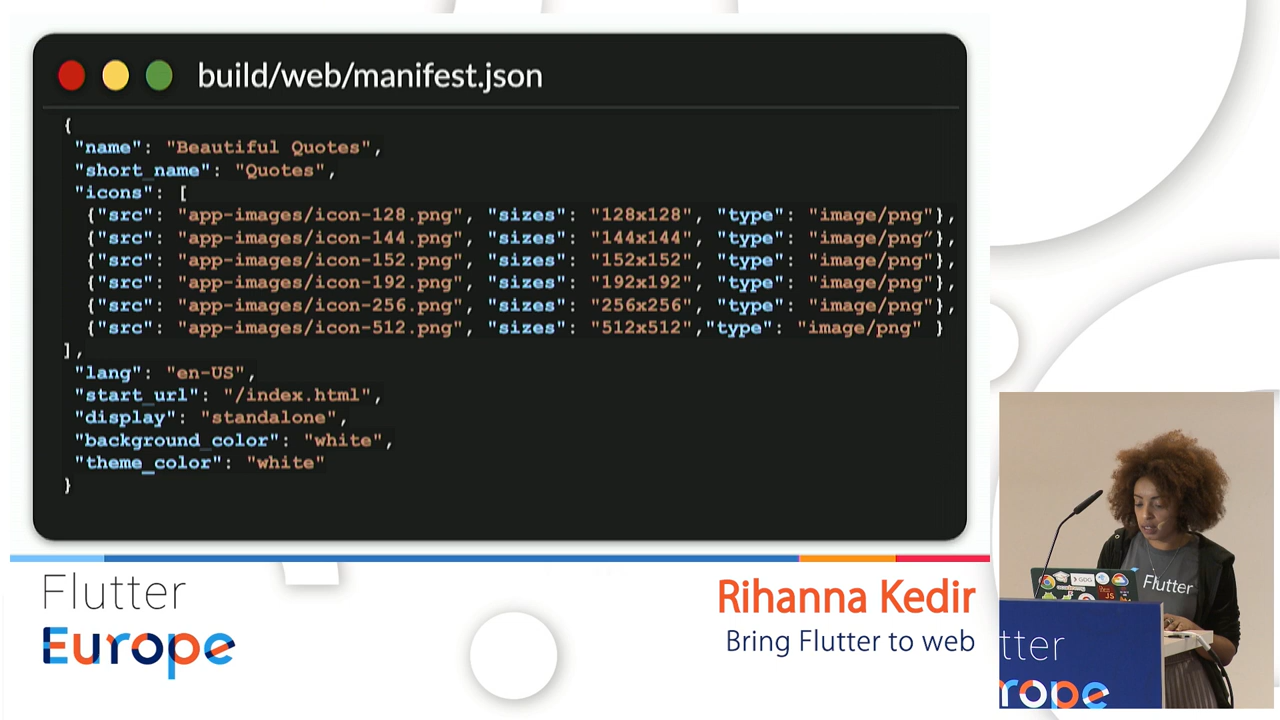 build/web/manifest.json
{
"name": "Beautiful Quotes",
"short_name": "Quotes",
"icons": [
{"src": "app-images/icon-128.png", "sizes": "128x128", "type": "image/png"},
{"src": "app-images/icon-144.png", "sizes": "144x144", "type": "image/png”},
{"src": "app-images/icon-152.png", "sizes": "152x152", "type": "image/png"},
{"src": "app-images/icon-192.png", "sizes": "192x192", "type": "image/png"},
{"src": "app-images/icon-256.png", "sizes": "256x256", "type": "image/png"},
{"src": "app-images/icon-512.png", "sizes": "512x512","type": "image/png" }
],
"lang": "en-US",
"start_url": "/index.html",
"display": "standalone",
"background_color": "white",
"theme_color": "white"
}
Flutter
Europe
Rihanna Kedir
Bring Flutter to web
GDG
JS
Flutter
tter
rope